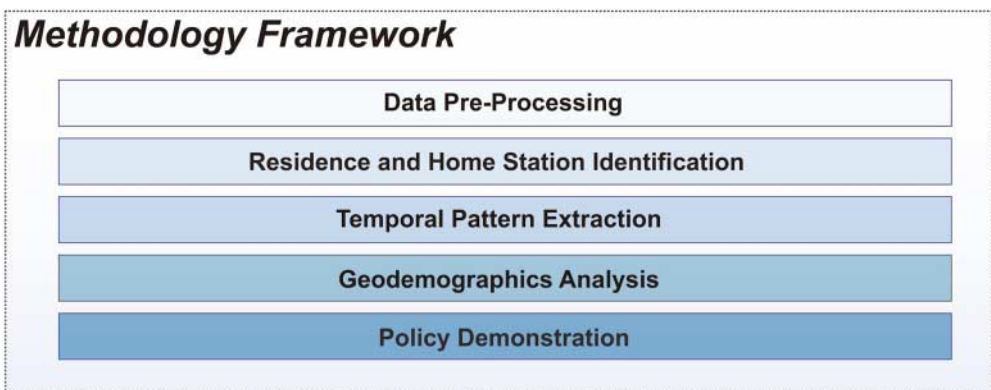 Methodology Framework
Data Pre-Processing
Residence and Home Station Identification
Temporal Pattern Extraction
Geodemographics Analysis
Policy Demonstration